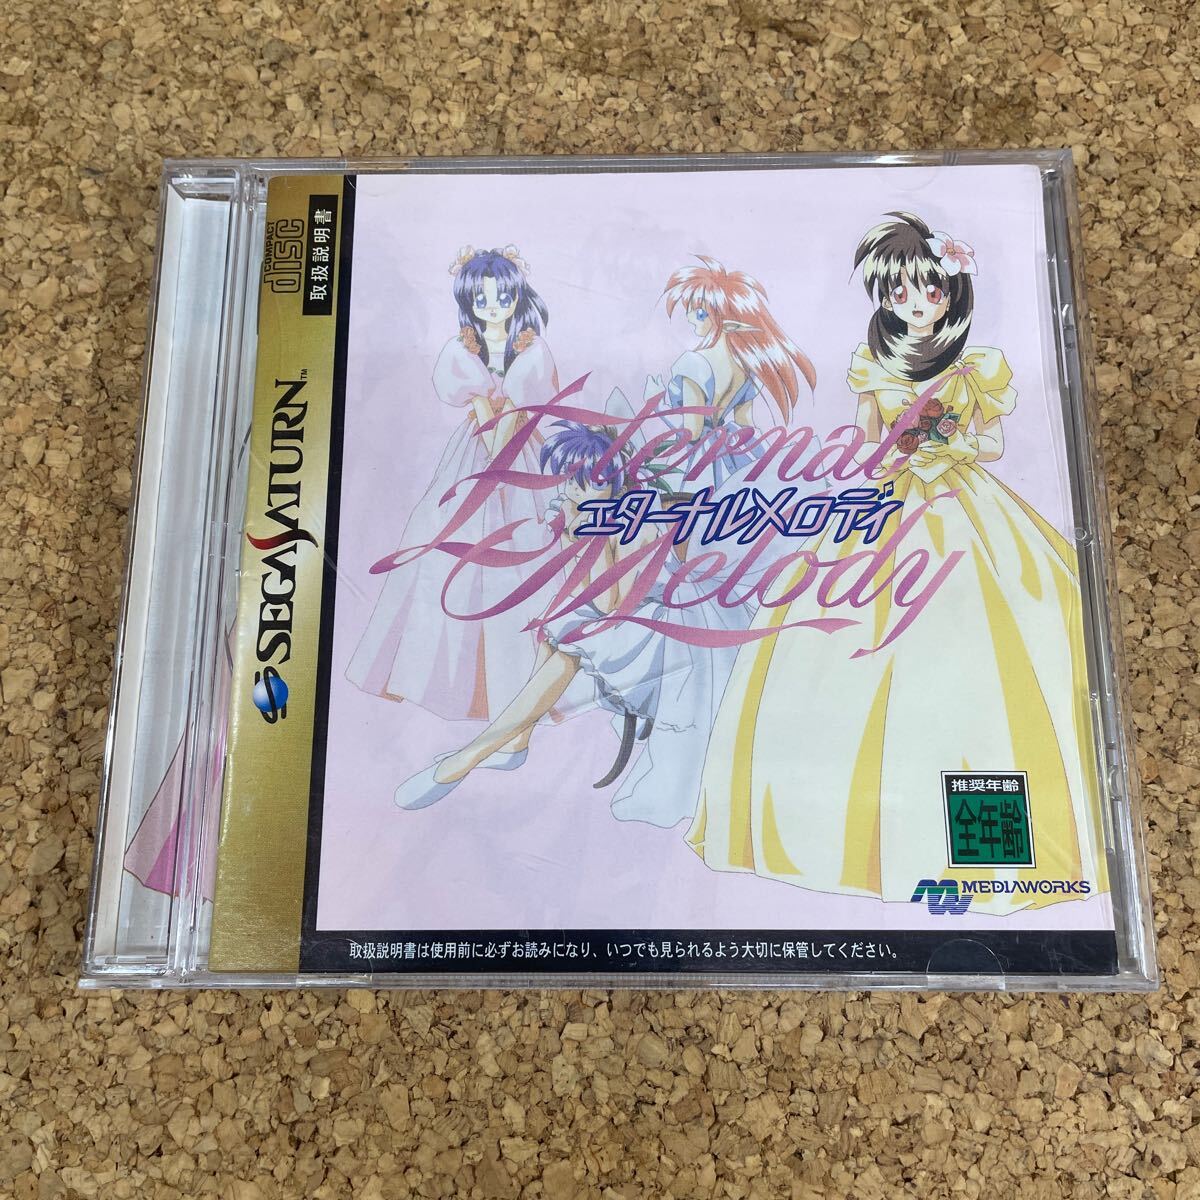 COMPACT
disc
取扱説明書
SEGA SATURN™
Eternal
エターナルメロディ
Melody
推奨年齢
全年齢
MEDIAWORKS
取扱説明書は使用前に必ずお読みになり、いつでも見られるよう大切に保管してください。